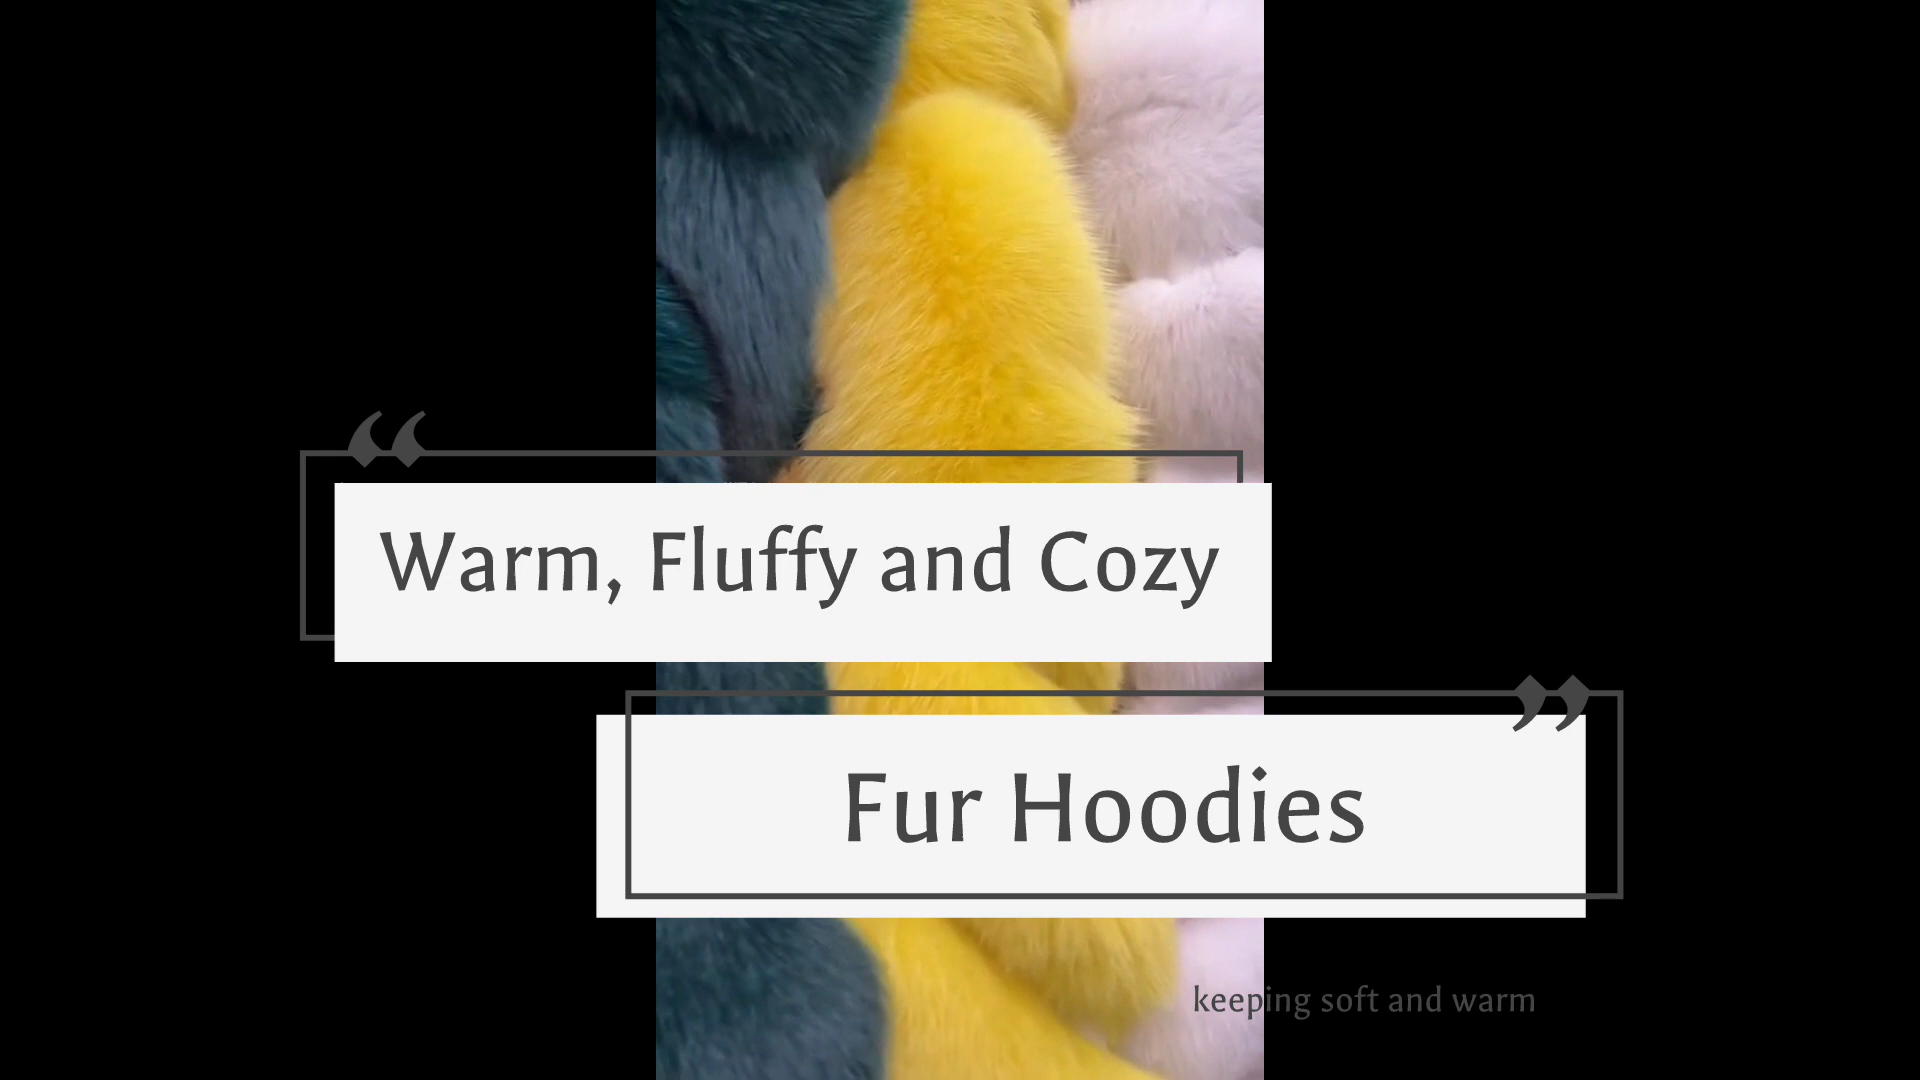 “
Warm, Fluffy and Cozy
”
Fur Hoodies
keeping soft and warm